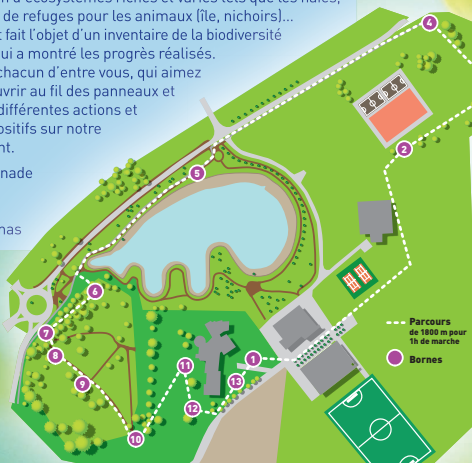 d'écosystèmes riches et variés tels que les haies,
de refuges pour les animaux (île, nichoirs)...
fait l'objet d'un inventaire de la biodiversité
ui a montré les progrès réalisés.
chacun d'entre vous, qui aimez
uvrir au fil des panneaux et
différentes actions et
ositifs sur notre
nt.
nade
nas
4
2
5
6
7
8
9
10
11
12
13
1
Parcours
de 1800 m pour
1h de marche
Bornes